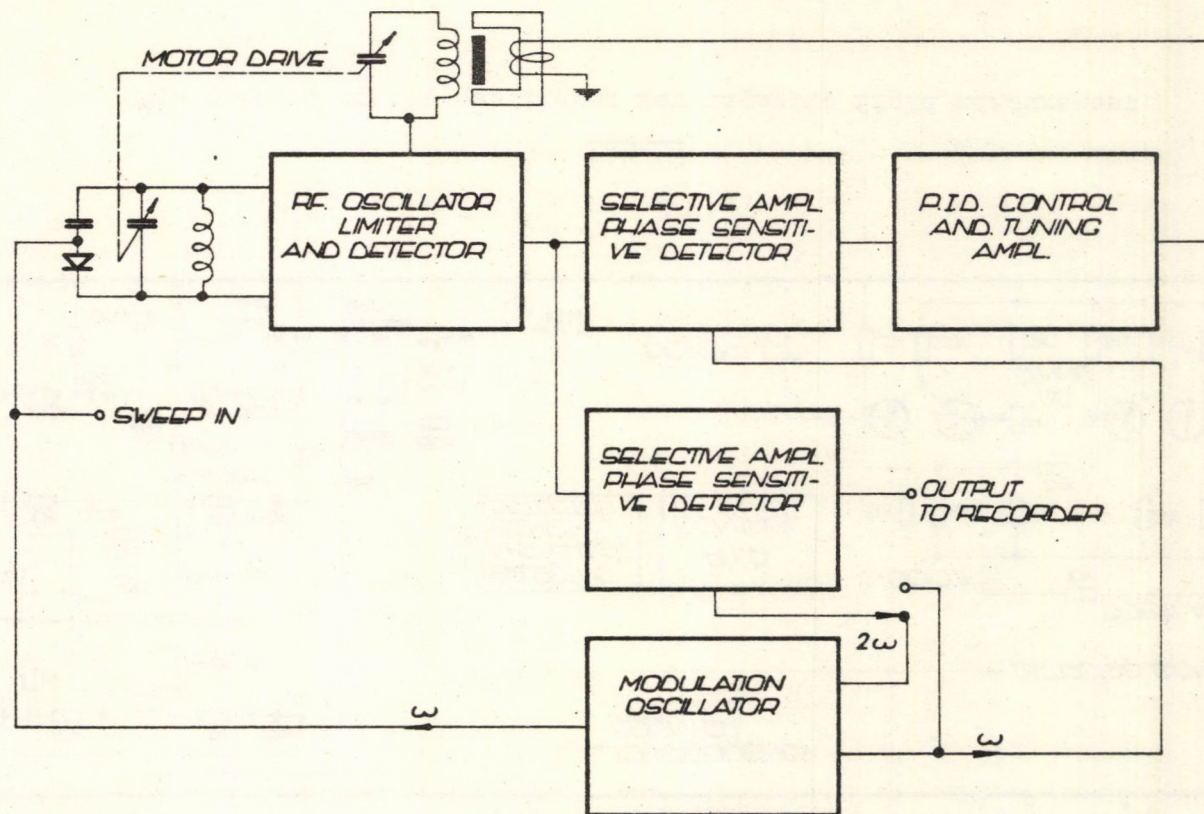 MOTOR DRIVE
R.F. OSCILLATOR
LIMITER
AND DETECTOR
SELECTIVE AMPL.
PHASE SENSITI-
VE DETECTOR
P.I.D. CONTROL
AND. TUNING
AMPL.
SWEEP IN
SELECTIVE AMPL.
PHASE SENSITI-
VE DETECTOR
OUTPUT
TO RECORDER
2ω
MODULATION
OSCILLATOR
ω
ω